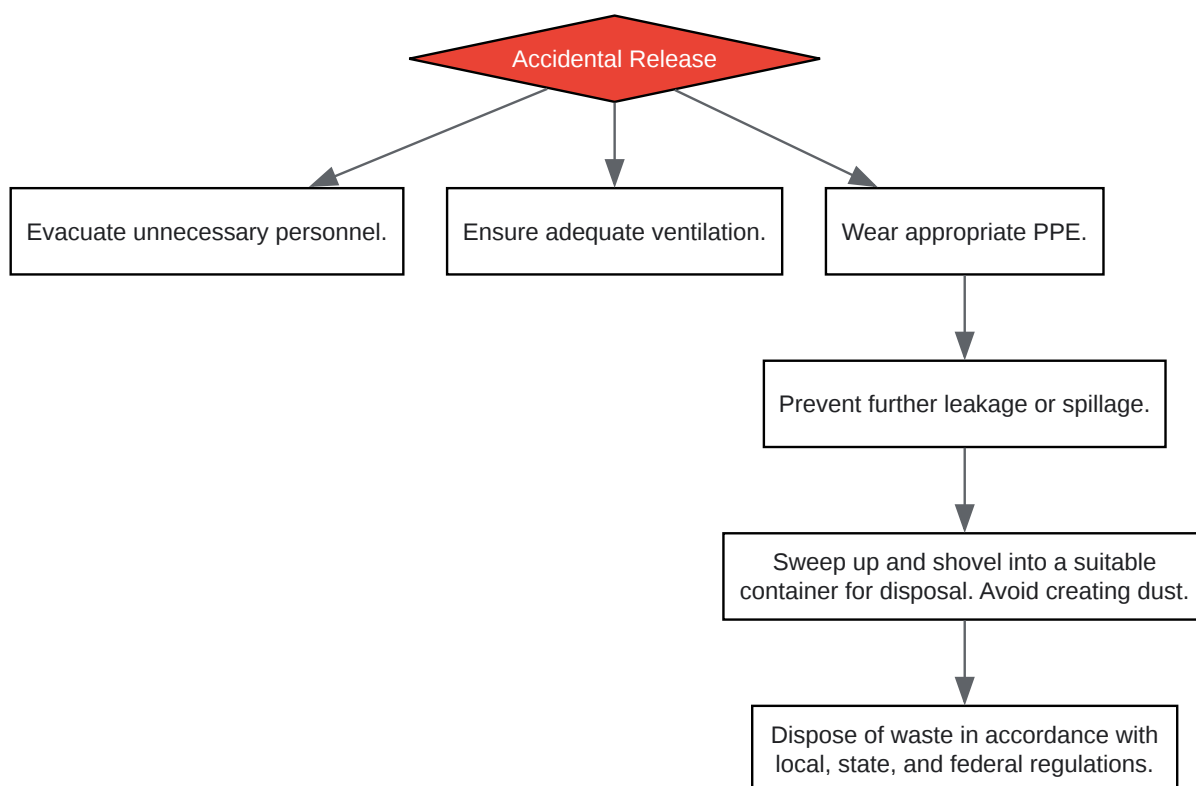 Accidental Release
Evacuate unnecessary personnel.
Ensure adequate ventilation.
Wear appropriate PPE.
Prevent further leakage or spillage.
Sweep up and shovel into a suitable
container for disposal. Avoid creating dust.
Dispose of waste in accordance with
local, state, and federal regulations.